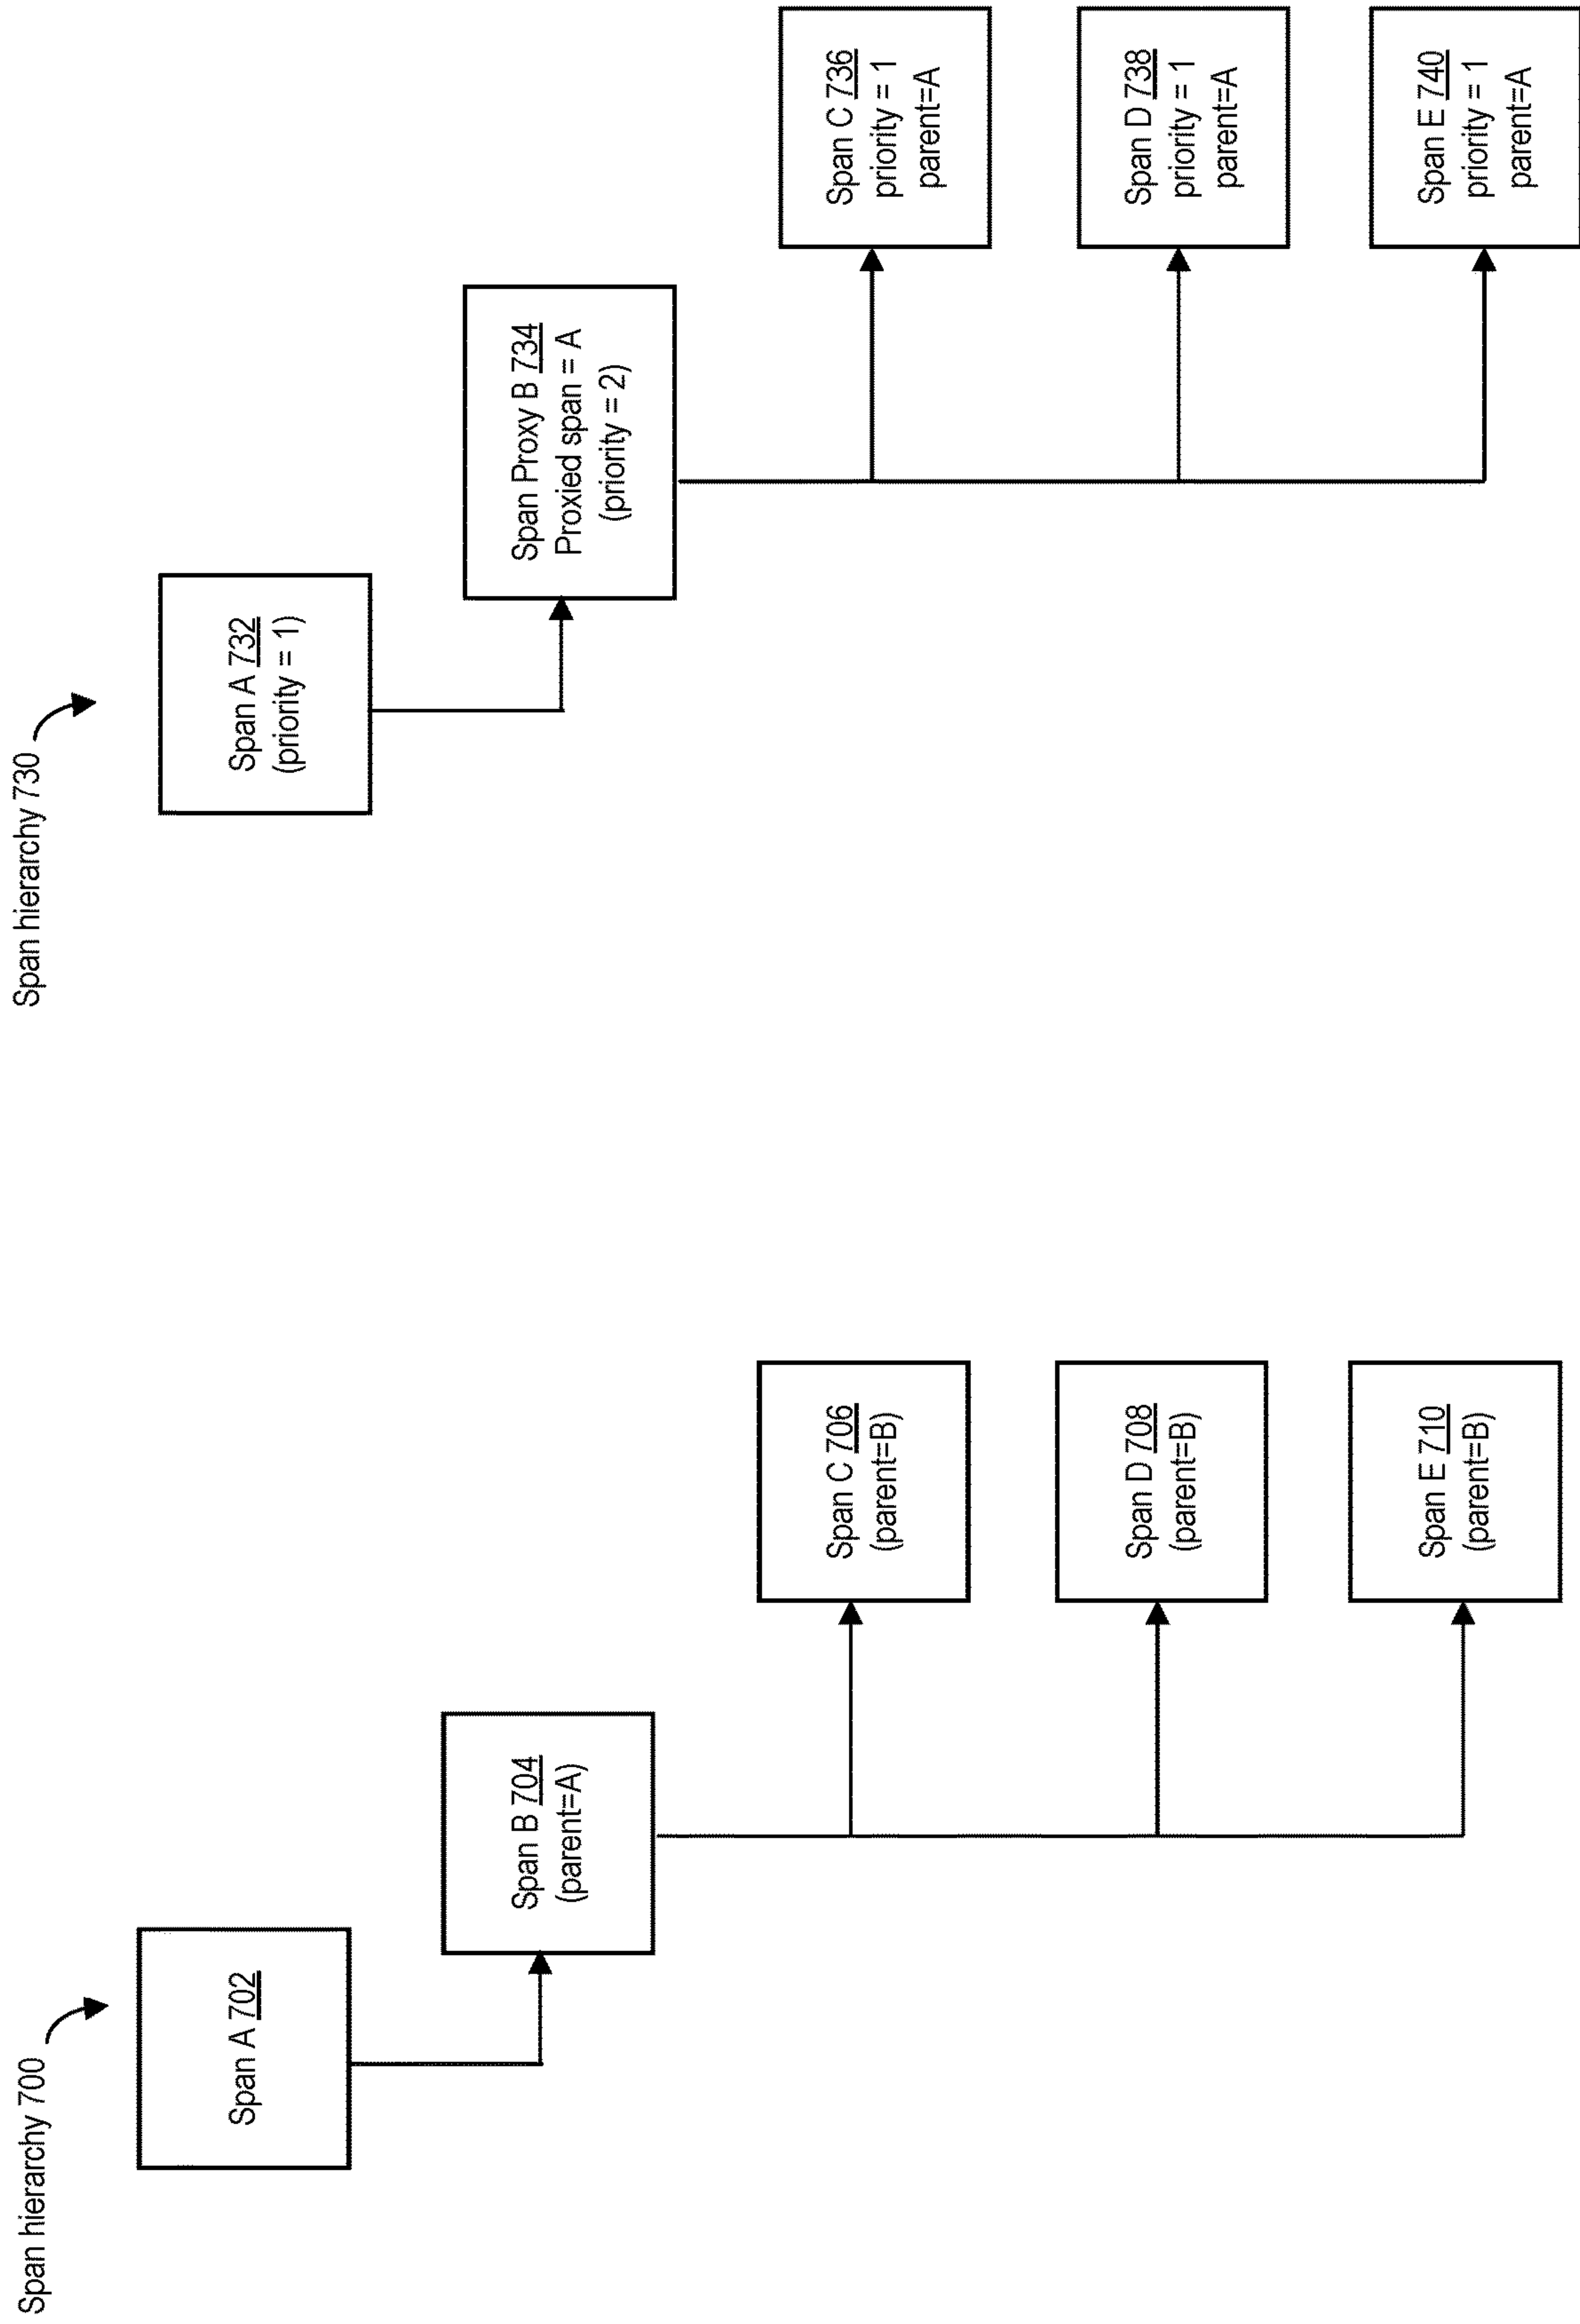 Span hierarchy 700
Span A 702
Span B 704
(parent=A)
Span C 706
(parent=B)
Span D 708
(parent=B)
Span E 710
(parent=B)
Span hierarchy 730
Span A 732
(priority = 1)
Span Proxy B 734
Proxied span = A
(priority = 2)
Span C 736
priority = 1
parent=A
Span D 738
priority = 1
parent=A
Span E 740
priority = 1
parent=A